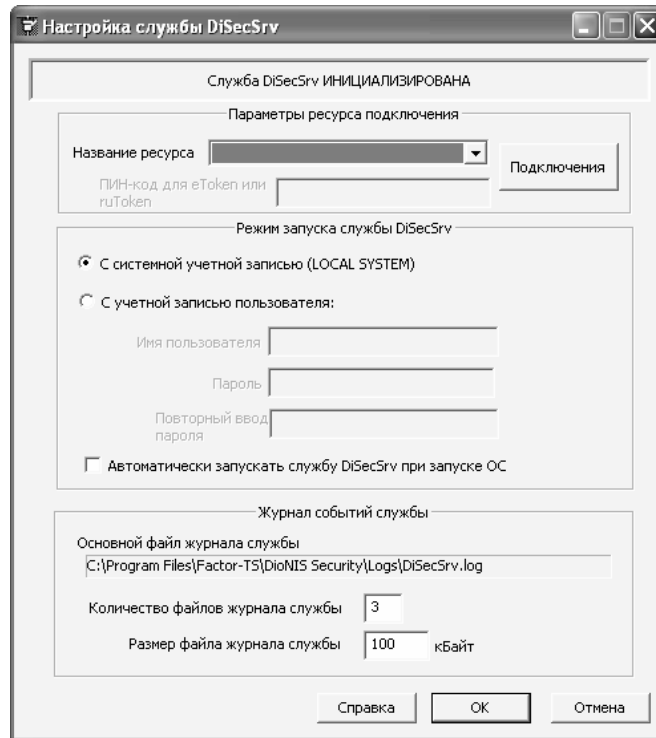 Настройка службы DiSecSrv
Служба DiSecSrv ИНИЦИАЛИЗИРОВАНА
Параметры ресурса подключения
Название ресурса
Подключения
ПИН-код для eToken или
ruToken
Режим запуска службы DiSecSrv
С системной учетной записью (LOCAL SYSTEM)
С учетной записью пользователя:
Имя пользователя
Пароль
Повторный ввод
пароля
Автоматически запускать службу DiSecSrv при запуске ОС
Журнал событий службы
Основной файл журнала службы
C:\Program Files\Factor-TS\DioNIS Security\Logs\DiSecSrv.log
Количество файлов журнала службы 3
Размер файла журнала службы 100 кБайт
Справка ОК Отмена